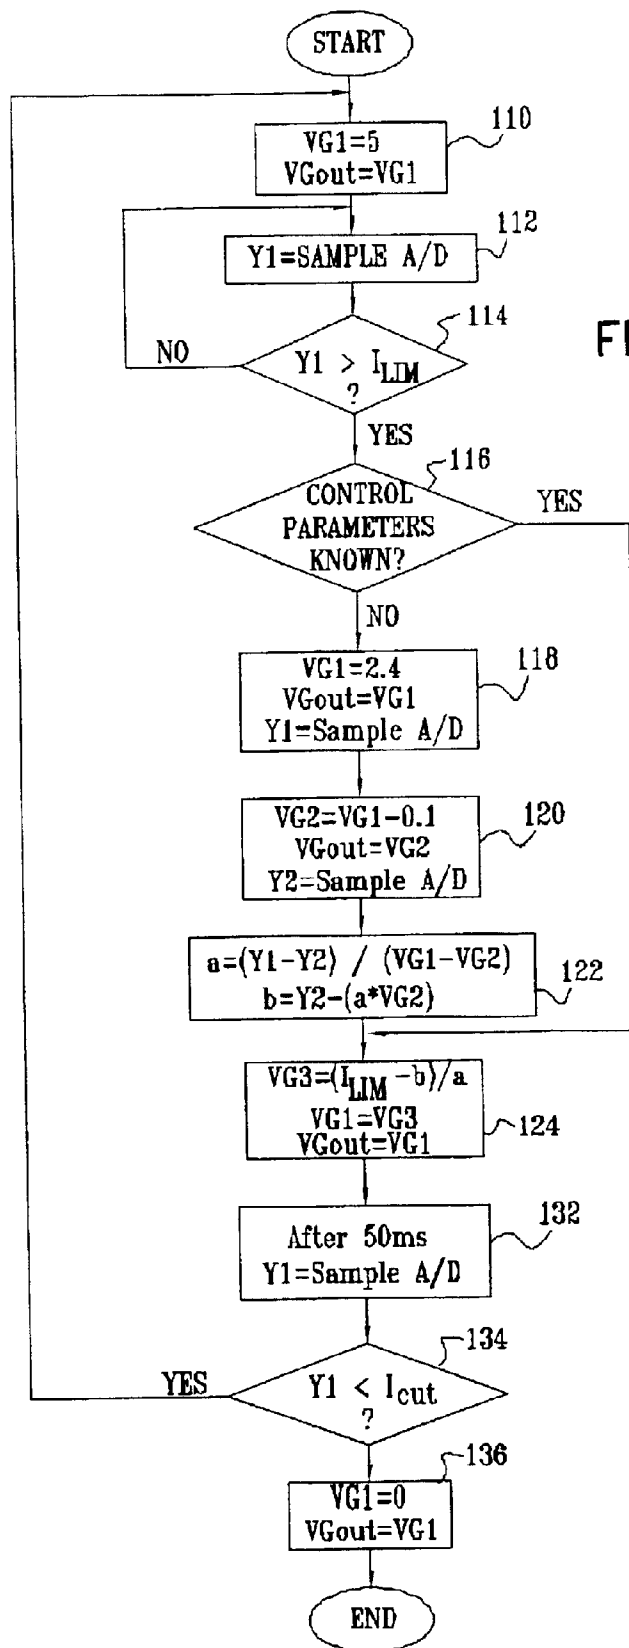 START
VG1=5
VGout=VG1
110
Y1=SAMPLE A/D
112
Y1 > I_LIM
?
114
NO
YES
CONTROL
PARAMETERS
KNOWN?
116
YES
NO
VG1=2.4
VGout=VG1
Y1=Sample A/D
118
VG2=VG1-0.1
VGout=VG2
Y2=Sample A/D
120
a=(Y1-Y2) / (VG1-VG2)
b=Y2-(a*VG2)
122
VG3=(I_LIM -b)/a
VG1=VG3
VGout=VG1
124
After 50ms
Y1=Sample A/D
132
Y1 < I_cut
?
134
YES
VG1=0
VGout=VG1
136
END